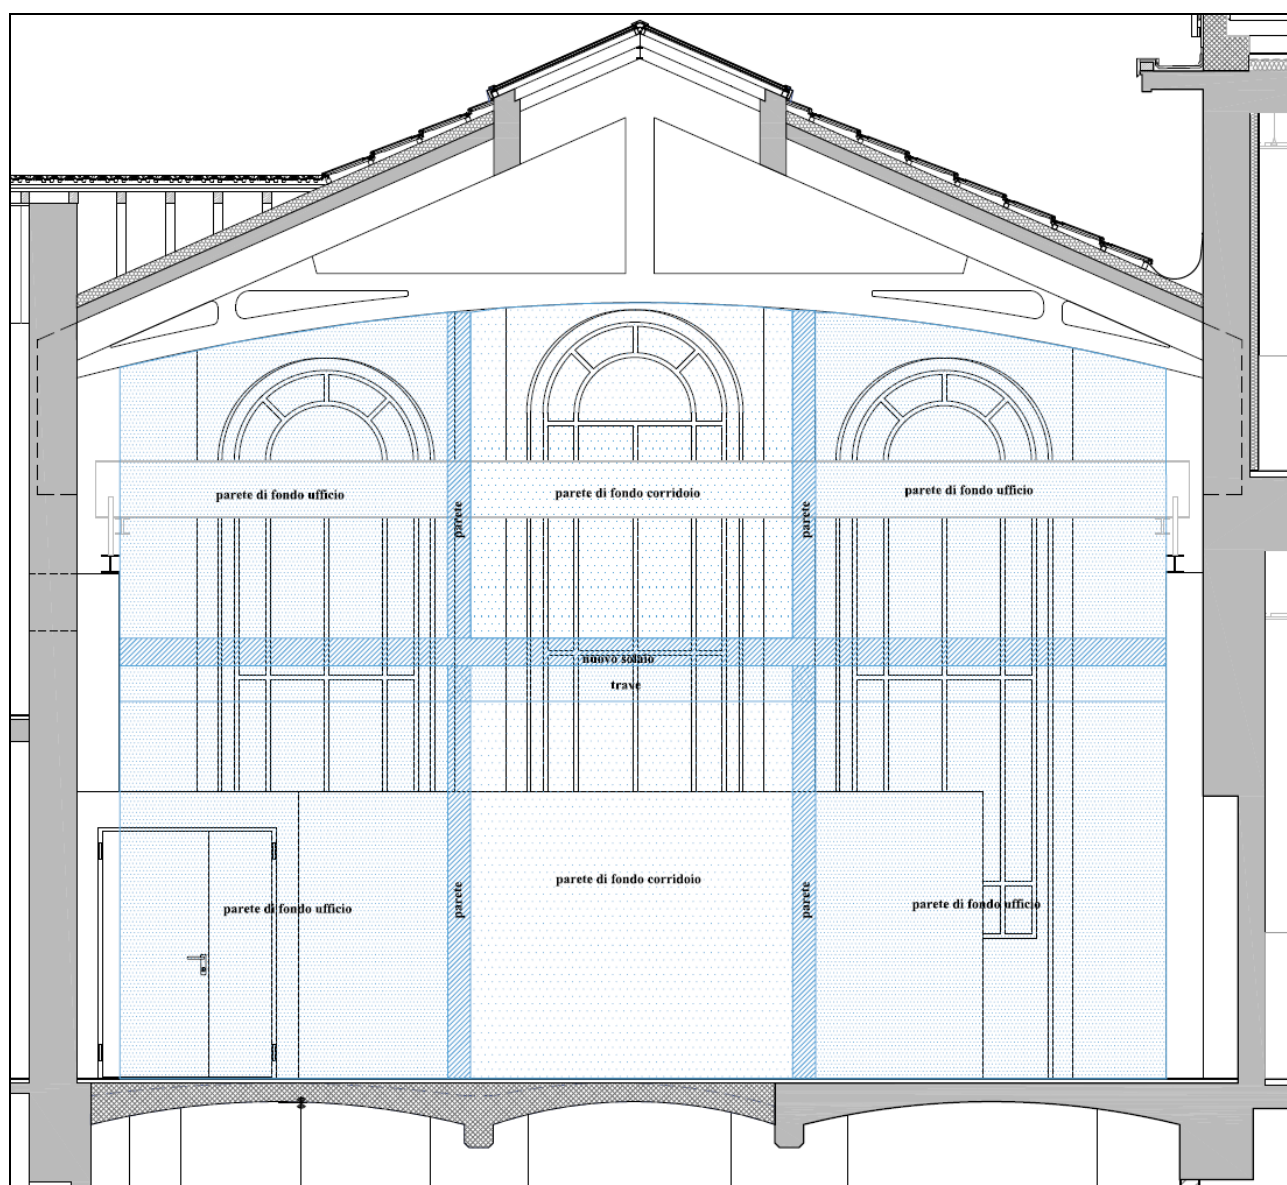 parete di fondo ufficio
parete di fondo corridoio
parete di fondo ufficio
parete
parete
nuovo solaio
trave
parete di fondo corridoio
parete
parete
parete di fondo ufficio
parete di fondo ufficio